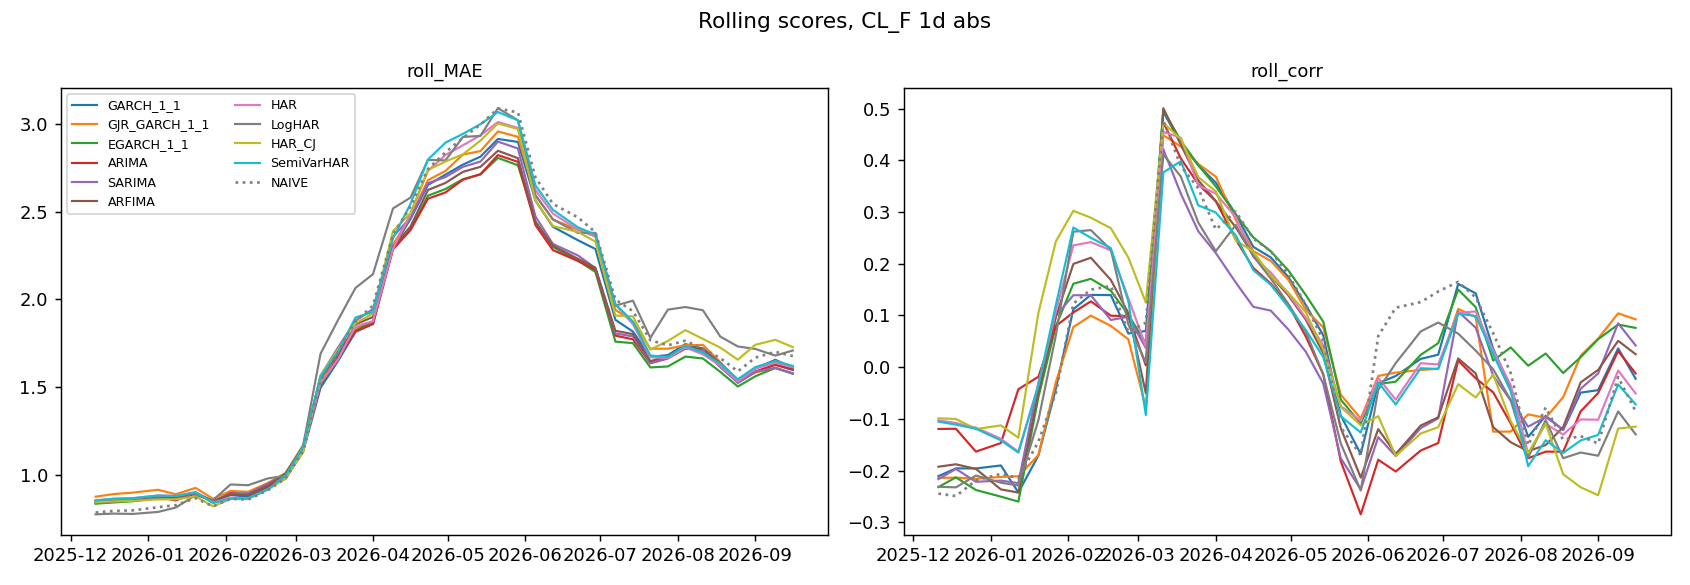 Rolling scores, CL_F 1d abs
roll_MAE
GARCH_1_1
GJR_GARCH_1_1
EGARCH_1_1
ARIMA
SARIMA
ARFIMA
HAR
LogHAR
HAR_CJ
SemiVarHAR
NAIVE
3.0
2.5
2.0
1.5
1.0
2025-12 2026-01 2026-02 2026-03 2026-04 2026-05 2026-06 2026-07 2026-08 2026-09
roll_corr
0.5
0.4
0.3
0.2
0.1
0.0
−0.1
−0.2
−0.3
2025-12 2026-01 2026-02 2026-03 2026-04 2026-05 2026-06 2026-07 2026-08 2026-09